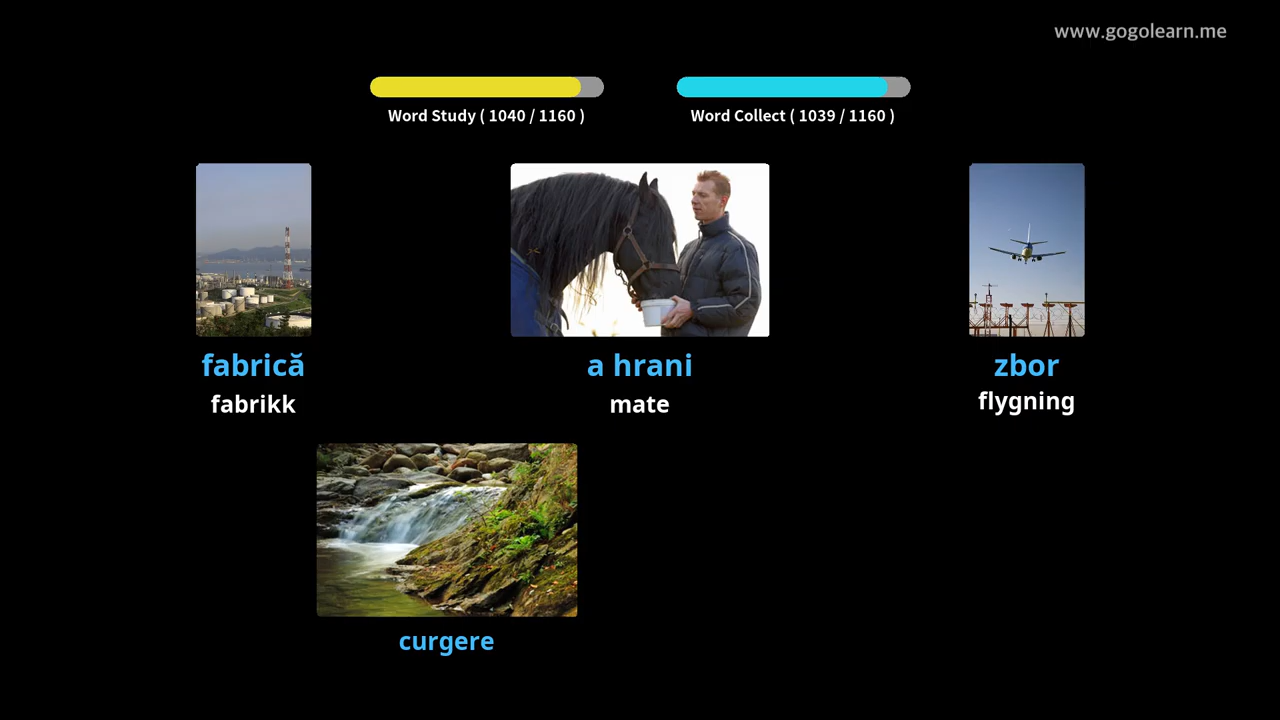 www.gogolearn.me
Word Study ( 1040 / 1160 )
Word Collect ( 1039 / 1160 )
fabrică
fabrikk
a hrani
mate
zbor
flygning
curgere